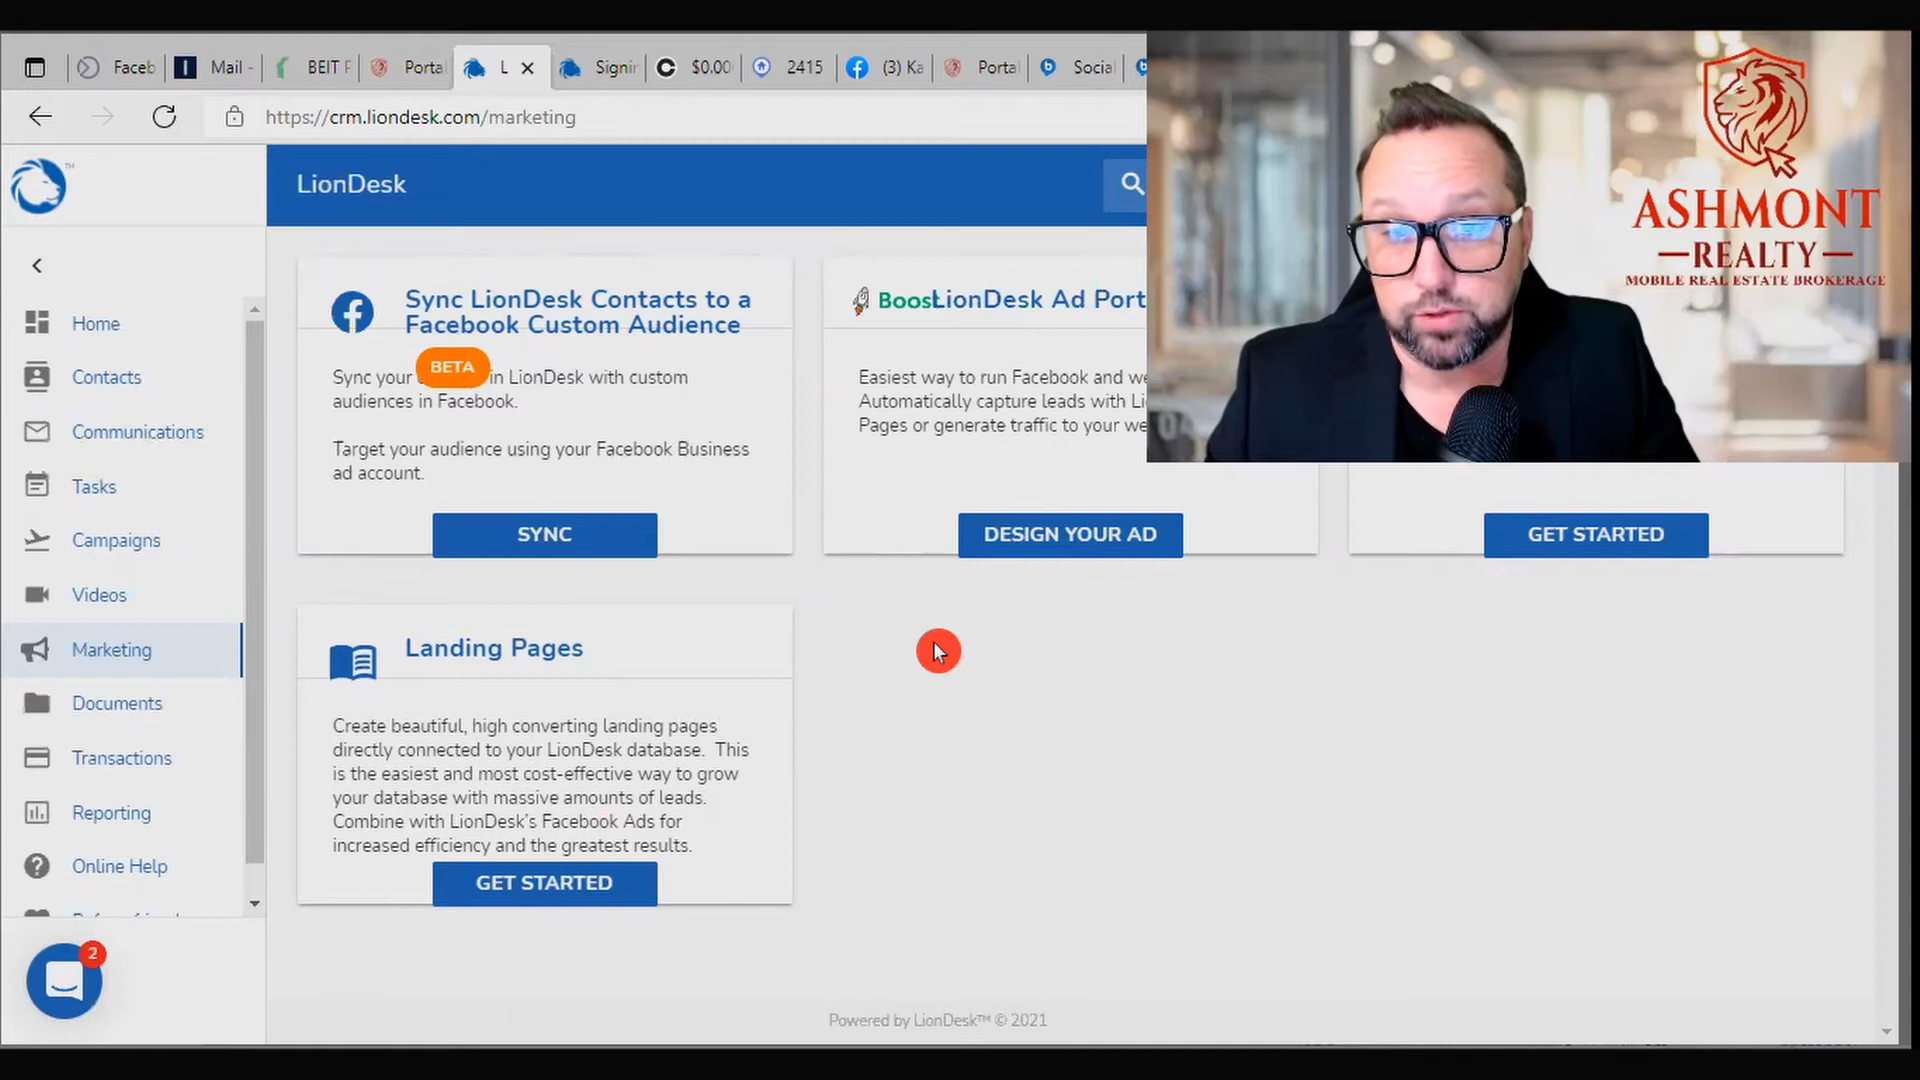 Faceb
Mail -
BEIT F
Portal
L
Signin
$0.00
2415
(3) Ka
Portal
Social
https://crm.liondesk.com/marketing
ASHMONT
REALTY
MOBILE REAL ESTATE BROKERAGE
TM
LionDesk
Home
Contacts
Communications
Tasks
Campaigns
Videos
Marketing
Documents
Transactions
Reporting
Online Help
2
Sync LionDesk Contacts to a
Facebook Custom Audience
BETA
Sync your in LionDesk with custom
audiences in Facebook.
Target your audience using your Facebook Business
ad account.
SYNC
Boost LionDesk Ad Port
Easiest way to run Facebook and we
Automatically capture leads with Li
Pages or generate traffic to your we
DESIGN YOUR AD
GET STARTED
Landing Pages
Create beautiful, high converting landing pages
directly connected to your LionDesk database. This
is the easiest and most cost-effective way to grow
your database with massive amounts of leads.
Combine with LionDesk's Facebook Ads for
increased efficiency and the greatest results.
GET STARTED
Powered by LionDesk™ © 2021